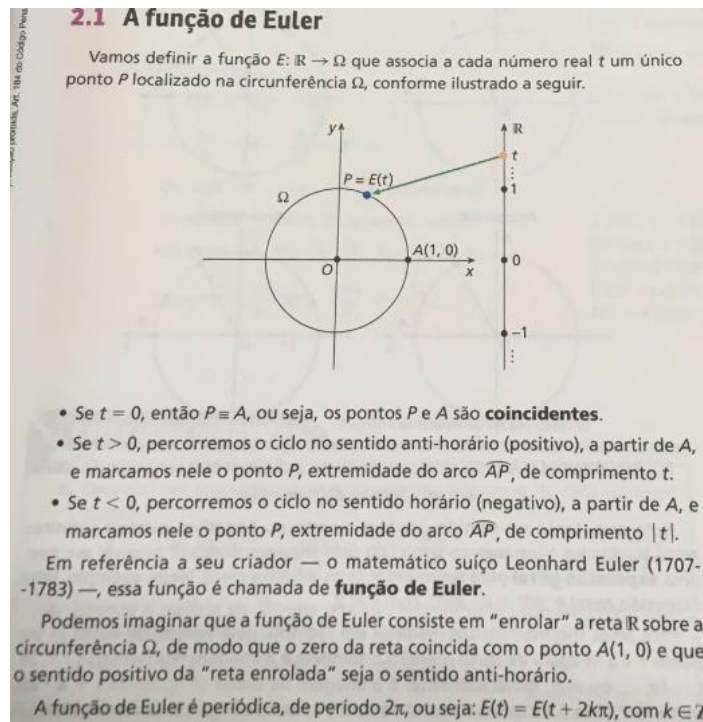 2.1 A função de Euler
Vamos definir a função E: ℝ → Ω que associa a cada número real t um único
ponto P localizado na circunferência Ω, conforme ilustrado a seguir.
y
ℝ
t
P = E(t)
1
Ω
A(1, 0)
0
O
x
-1
• Se t = 0, então P ≡ A, ou seja, os pontos P e A são coincidentes.
• Se t > 0, percorremos o ciclo no sentido anti-horário (positivo), a partir de A,
e marcamos nele o ponto P, extremidade do arco AP, de comprimento t.
• Se t < 0, percorremos o ciclo no sentido horário (negativo), a partir de A, e
marcamos nele o ponto P, extremidade do arco AP, de comprimento |t|.
Em referência a seu criador — o matemático suíço Leonhard Euler (1707-
-1783) —, essa função é chamada de função de Euler.
Podemos imaginar que a função de Euler consiste em “enrolar” a reta ℝ sobre a
circunferência Ω, de modo que o zero da reta coincida com o ponto A(1, 0) e que
o sentido positivo da “reta enrolada” seja o sentido anti-horário.
A função de Euler é periódica, de período 2π, ou seja: E(t) = E(t + 2kπ), com k ∈
Art. 184 do Código